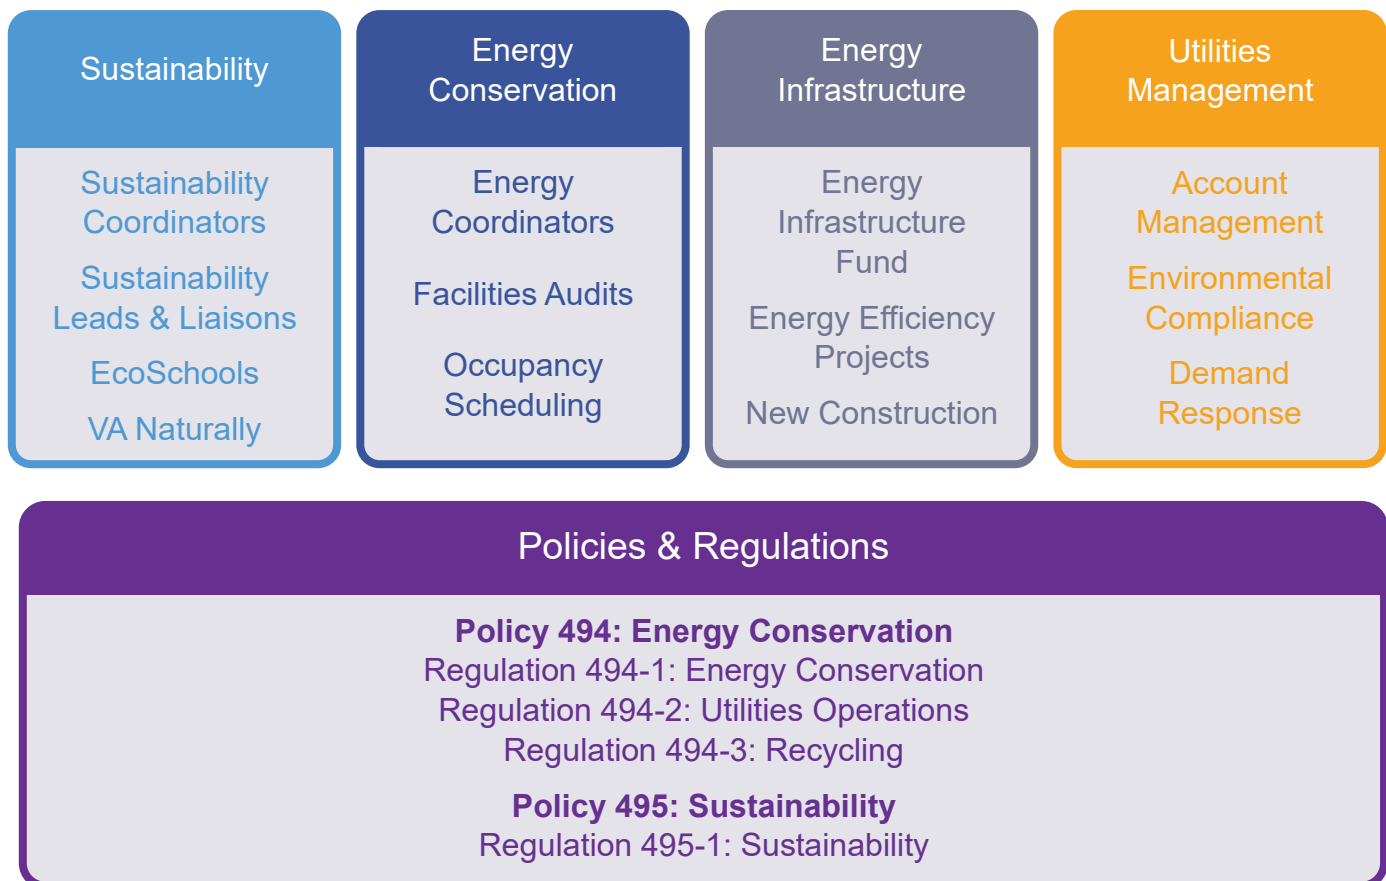 Sustainability
Sustainability
Coordinators
Sustainability
Leads & Liaisons
EcoSchools
VA Naturally
Energy
Conservation
Energy
Coordinators
Facilities Audits
Occupancy
Scheduling
Energy
Infrastructure
Energy
Infrastructure
Fund
Energy Efficiency
Projects
New Construction
Utilities
Management
Account
Management
Environmental
Compliance
Demand
Response
Policies & Regulations
Policy 494: Energy Conservation
Regulation 494-1: Energy Conservation
Regulation 494-2: Utilities Operations
Regulation 494-3: Recycling
Policy 495: Sustainability
Regulation 495-1: Sustainability